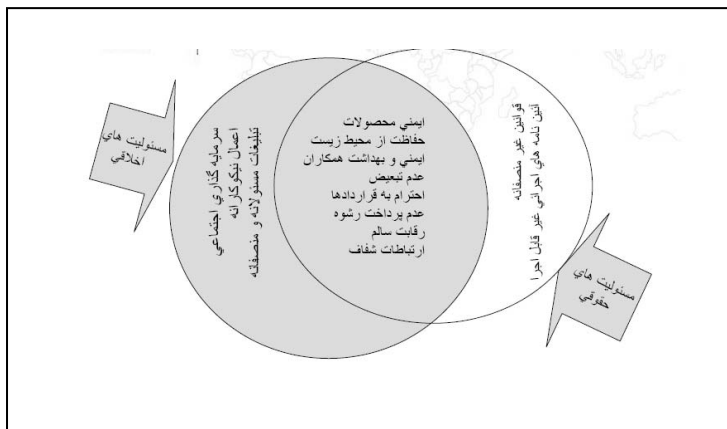 مسئوليت هاي
اخلاقي
سرمايه گذاري اجتماعي
اعمال نيكوكارانه
تبليغات مسئولانه و منصفانه
ايمني محصولات
حفاظت از محيط زيست
ايمني و بهداشت همكاران
عدم تبعيض
احترام به قراردادها
عدم پرداخت رشوه
رقابت سالم
ارتباطات شفاف
قوانين غير منصفانه
آئين نامه هاي اجرائي غير قابل اجرا
مسئوليت هاي
حقوقي